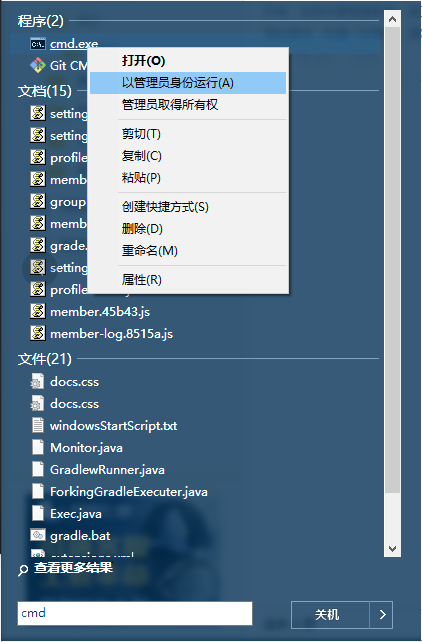 程序(2)
cmd.exe
Git CM
打开(O)
以管理员身份运行(A)
管理员取得所有权
剪切(T)
复制(C)
粘贴(P)
创建快捷方式(S)
删除(D)
重命名(M)
属性(R)
文档(15)
setting
setting
profile
membe
group
membe
grade.
setting
profile
member.45b43.js
member-log.8515a.js
文件(21)
docs.css
docs.css
windowsStartScript.txt
Monitor.java
GradlewRunner.java
ForkingGradleExecuter.java
Exec.java
gradle.bat
查看更多结果
cmd
关机